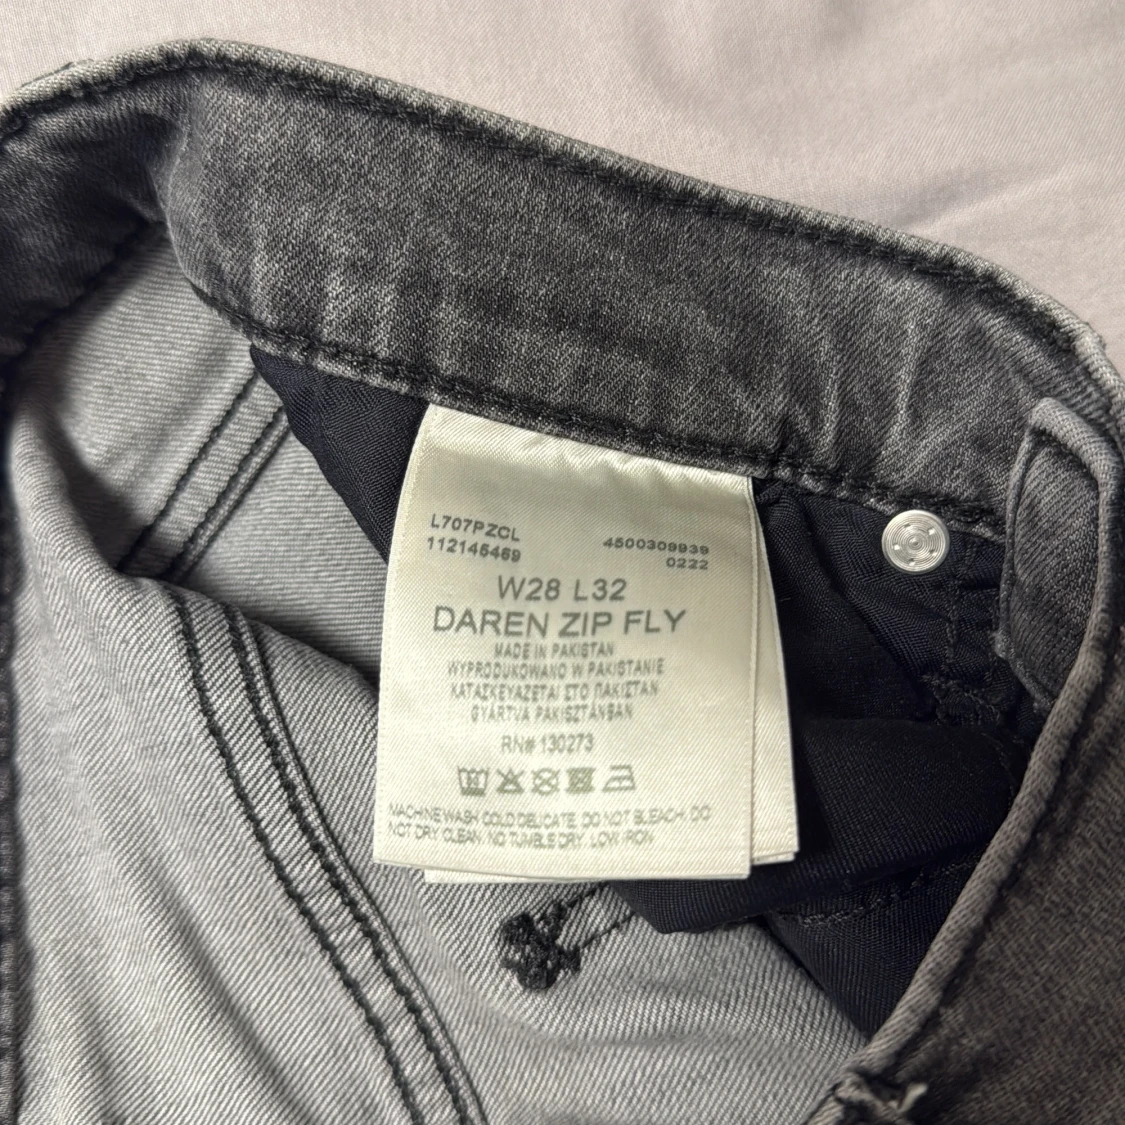 L707PZCL
112145469
4500309939
0222
W28 L32
DAREN ZIP FLY
MADE IN PAKISTAN
WYPRODUKOWANO W PAKISTANIE
ΚΑΤΑΣΚΕΥΑΖΕΤΑΙ ΣΤΟ ΠΑΚΙΣΤΑΝ
GYÁRTVA PAKISZTÁNBAN
RN# 130273
MACHINE WASH COLD DELICATE. DO NOT BLEACH. DO
NOT DRY CLEAN. NO TUMBLE DRY. LOW IRON